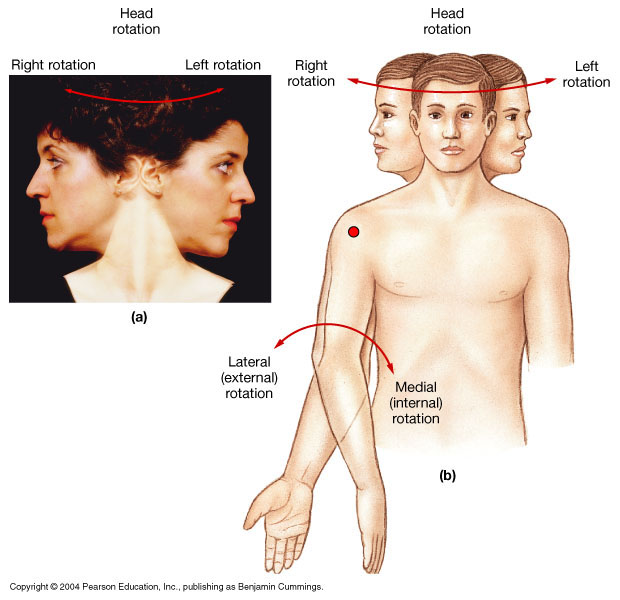 Head
rotation
Right rotation
Left rotation
(a)
Head
rotation
Right
rotation
Left
rotation
Lateral
(external)
rotation
Medial
(internal)
rotation
(b)
Copyright © 2004 Pearson Education, Inc., publishing as Benjamin Cummings.